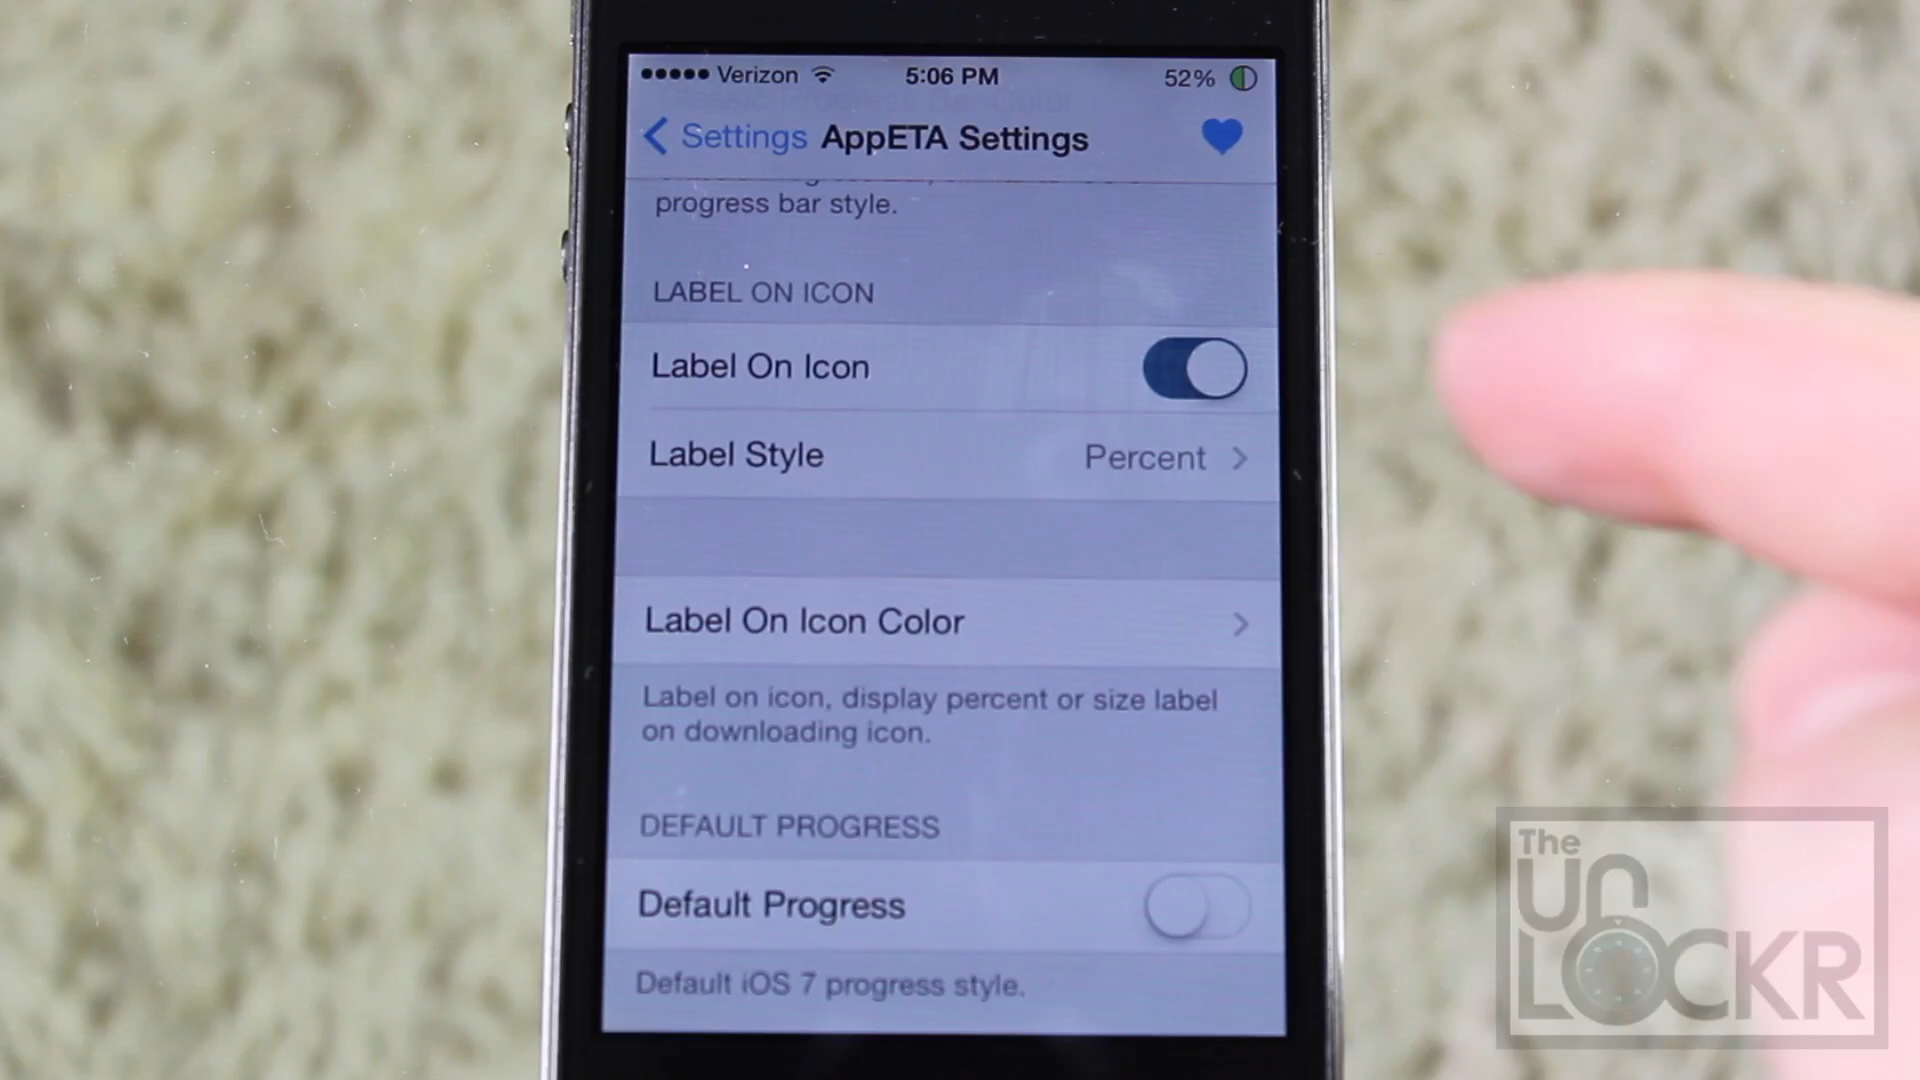 Verizon 5:06 PM 52%
Settings AppETA Settings
progress bar style.
LABEL ON ICON
Label On Icon
Label Style Percent
Label On Icon Color
Label on icon, display percent or size label
on downloading icon.
DEFAULT PROGRESS
Default Progress
Default iOS 7 progress style.
The
UN
LOCKR